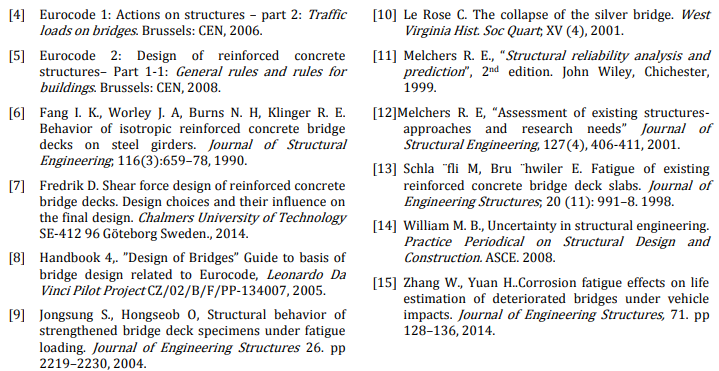 [4] Eurocode 1: Actions on structures – part 2: Traffic
loads on bridges. Brussels: CEN, 2006.
[5] Eurocode 2: Design of reinforced concrete
structures– Part 1-1: General rules and rules for
buildings. Brussels: CEN, 2008.
[6] Fang I. K., Worley J. A, Burns N. H, Klinger R. E.
Behavior of isotropic reinforced concrete bridge
decks on steel girders. Journal of Structural
Engineering; 116(3):659–78, 1990.
[7] Fredrik D. Shear force design of reinforced concrete
bridge decks. Design choices and their influence on
the final design. Chalmers University of Technology
SE-412 96 Göteborg Sweden., 2014.
[8] Handbook 4,. ”Design of Bridges” Guide to basis of
bridge design related to Eurocode, Leonardo Da
Vinci Pilot Project CZ/02/B/F/PP-134007, 2005.
[9] Jongsung S., Hongseob O, Structural behavior of
strengthened bridge deck specimens under fatigue
loading. Journal of Engineering Structures 26. pp
2219–2230, 2004.
[10] Le Rose C. The collapse of the silver bridge. West
Virginia Hist. Soc Quart; XV (4), 2001.
[11] Melchers R. E., “Structural reliability analysis and
prediction”, 2nd edition. John Wiley, Chichester,
1999.
[12]Melchers R. E, “Assessment of existing structures-
approaches and research needs” Journal of
Structural Engineering, 127(4), 406-411, 2001.
[13] Schla ¨fli M, Bru ¨hwiler E. Fatigue of existing
reinforced concrete bridge deck slabs. Journal of
Engineering Structures; 20 (11): 991–8. 1998.
[14] William M. B., Uncertainty in structural engineering.
Practice Periodical on Structural Design and
Construction. ASCE. 2008.
[15] Zhang W., Yuan H..Corrosion fatigue effects on life
estimation of deteriorated bridges under vehicle
impacts. Journal of Engineering Structures, 71. pp
128–136, 2014.